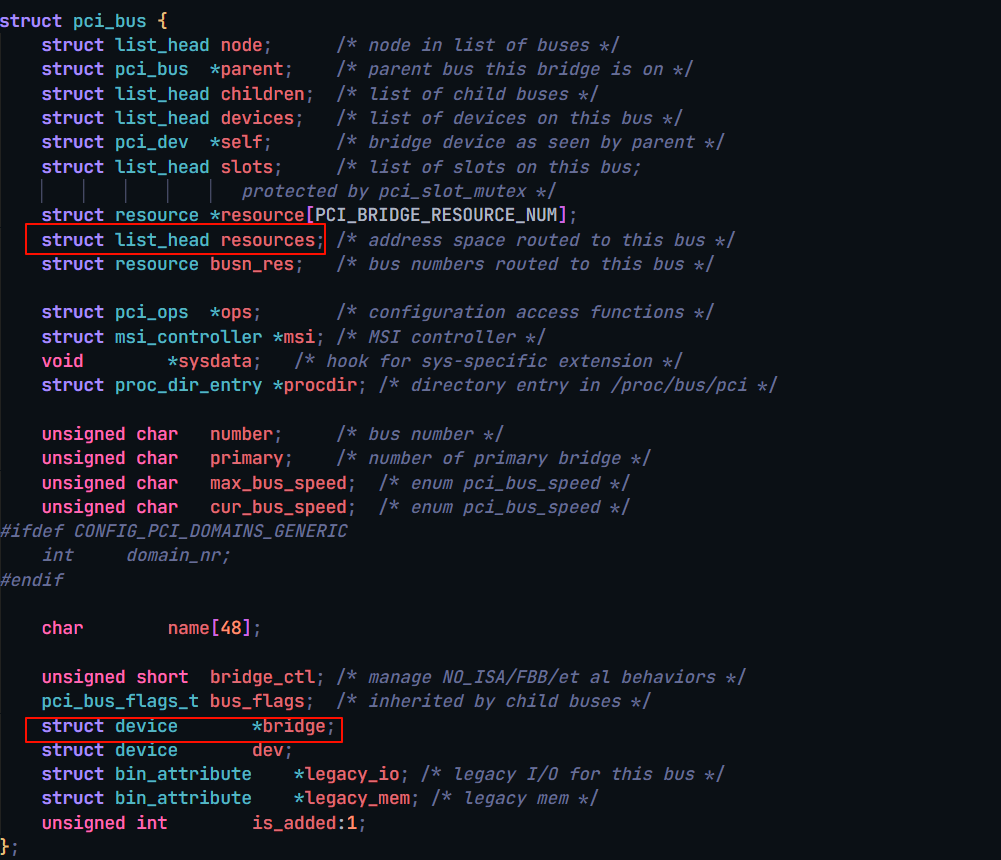 struct pci_bus {
    struct list_head node;      /* node in list of buses */
    struct pci_bus  *parent;    /* parent bus this bridge is on */
    struct list_head children;  /* list of child buses */
    struct list_head devices;   /* list of devices on this bus */
    struct pci_dev  *self;      /* bridge device as seen by parent */
    struct list_head slots;     /* list of slots on this bus;
                       protected by pci_slot_mutex */
    struct resource *resource[PCI_BRIDGE_RESOURCE_NUM];
    struct list_head resources; /* address space routed to this bus */
    struct resource busn_res;   /* bus numbers routed to this bus */

    struct pci_ops  *ops;       /* configuration access functions */
    struct msi_controller *msi; /* MSI controller */
    void        *sysdata;   /* hook for sys-specific extension */
    struct proc_dir_entry *procdir; /* directory entry in /proc/bus/pci */

    unsigned char   number;     /* bus number */
    unsigned char   primary;    /* number of primary bridge */
    unsigned char   max_bus_speed;  /* enum pci_bus_speed */
    unsigned char   cur_bus_speed;  /* enum pci_bus_speed */
#ifdef CONFIG_PCI_DOMAINS_GENERIC
    int     domain_nr;
#endif

    char        name[48];

    unsigned short  bridge_ctl; /* manage NO_ISA/FBB/et al behaviors */
    pci_bus_flags_t bus_flags;  /* inherited by child buses */
    struct device       *bridge;
    struct device       dev;
    struct bin_attribute    *legacy_io; /* legacy I/O for this bus */
    struct bin_attribute    *legacy_mem; /* legacy mem */
    unsigned int        is_added:1;
};